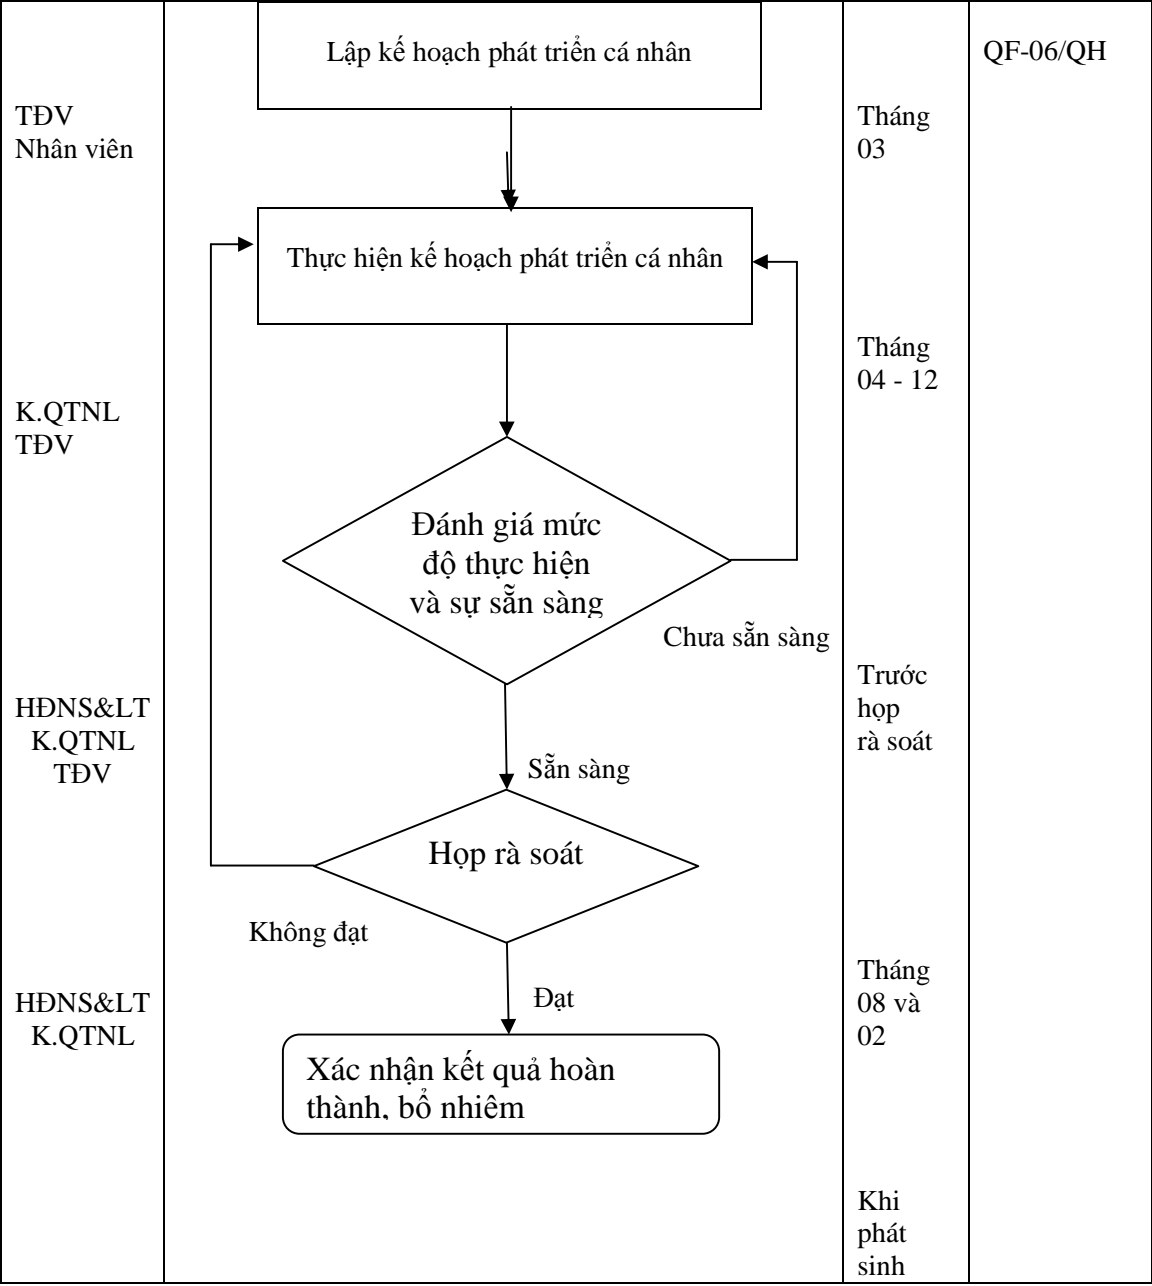 Lập kế hoạch phát triển cá nhân
QF-06/QH
TĐV
Nhân viên
Tháng
03
Thực hiện kế hoạch phát triển cá nhân
Tháng
04 - 12
K.QTNL
TĐV
Đánh giá mức
độ thực hiện
và sự sẵn sàng
Chưa sẵn sàng
HĐNS&LT
K.QTNL
TĐV
Trước
họp
rà soát
Sẵn sàng
Họp rà soát
Không đạt
HĐNS&LT
K.QTNL
Tháng
08 và
02
Đạt
Xác nhận kết quả hoàn
thành, bổ nhiệm
Khi
phát
sinh